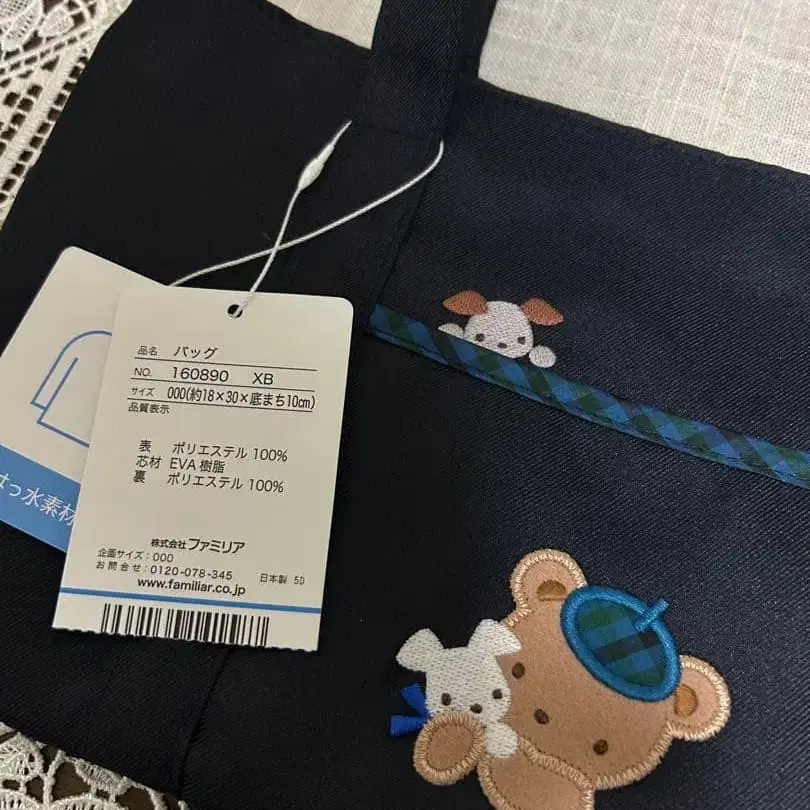 品名 バッグ
NO. 160890 XB
サイズ 000(約18×30×底まち10cm)
品質表示
表 ポリエステル 100%
芯材 EVA 樹脂
裏 ポリエステル 100%
株式会社ファミリア
企画サイズ:000
お問合せ:0120-078-345 日本製 5D
www.familiar.co.jp
はっ水素材